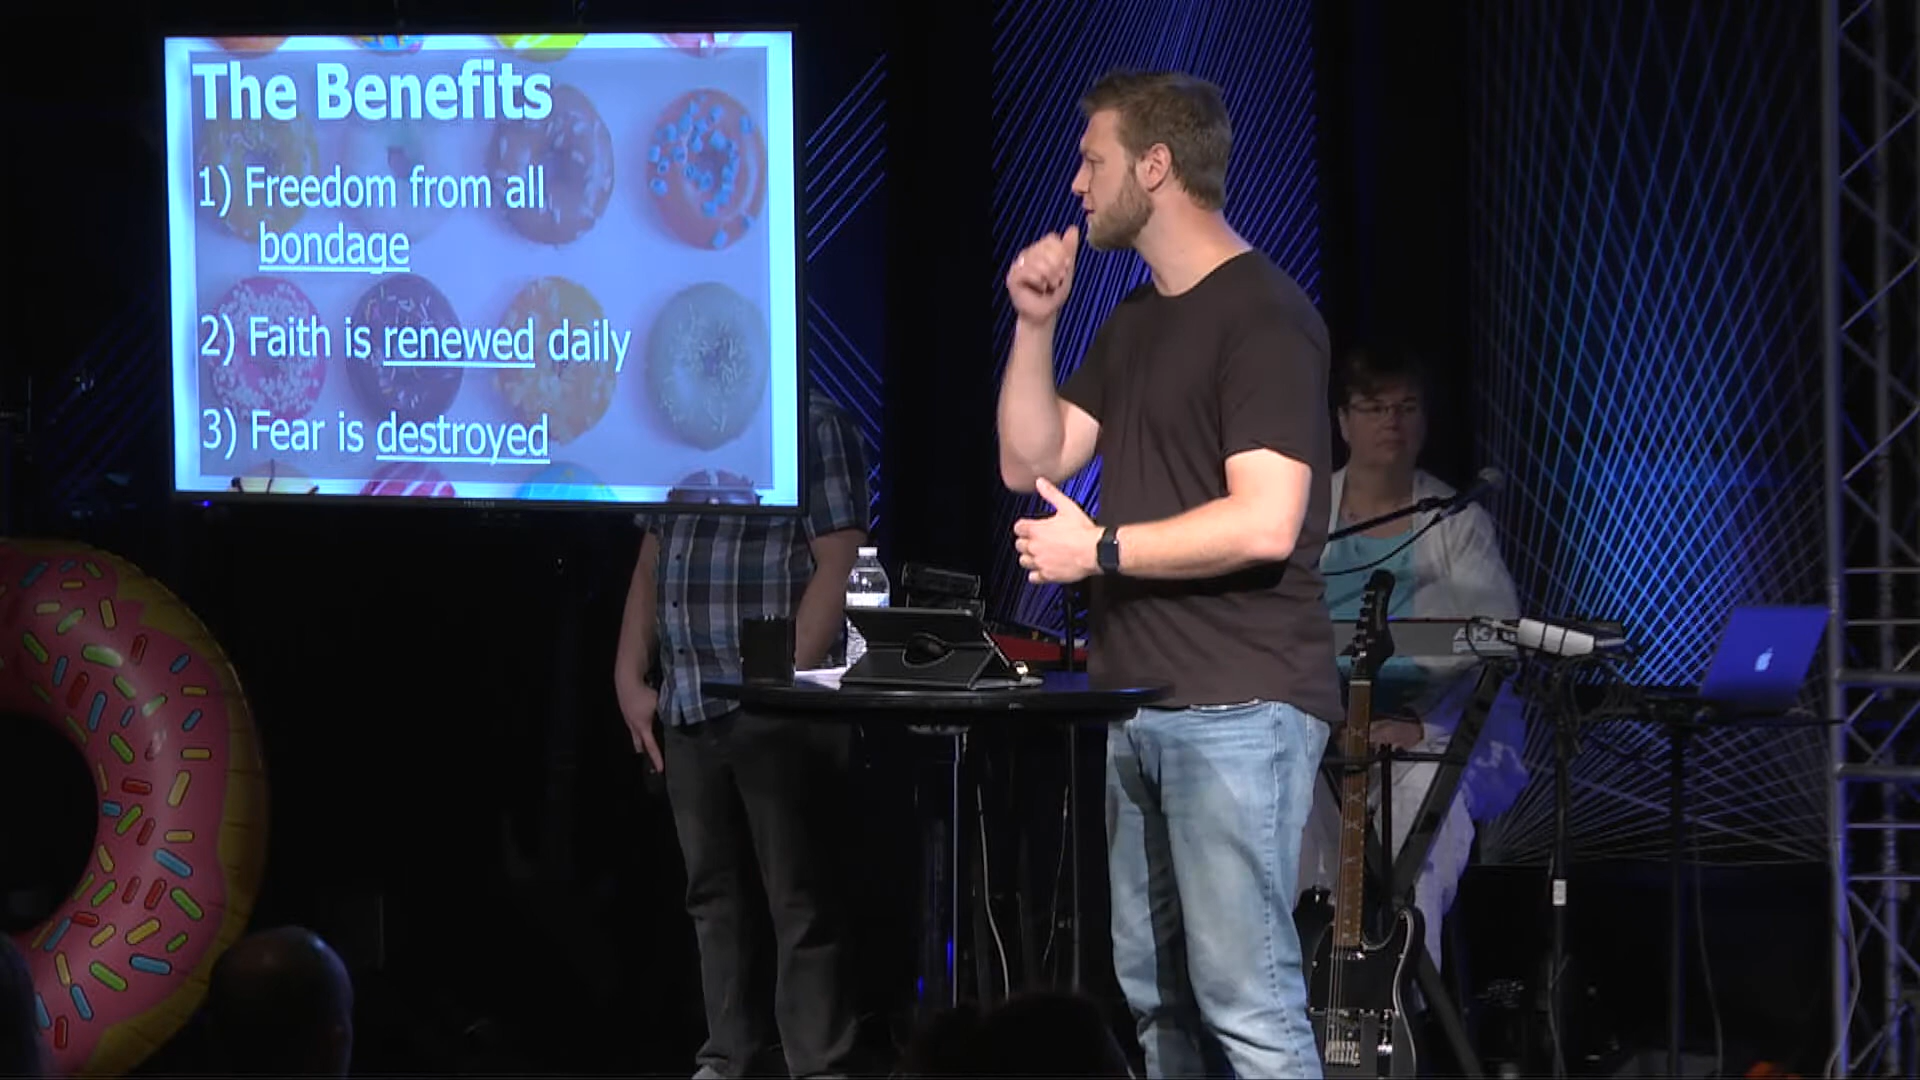 The Benefits
1) Freedom from all
bondage
2) Faith is renewed daily
3) Fear is destroyed